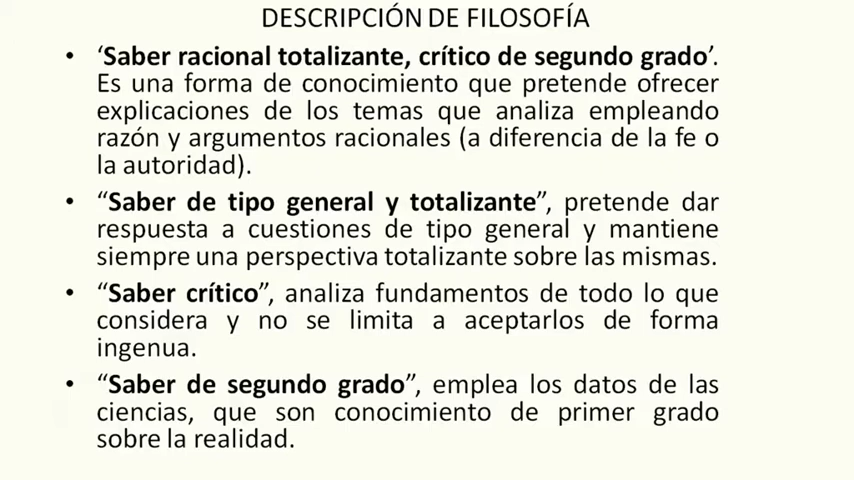 DESCRIPCIÓN DE FILOSOFÍA
• ‘Saber racional totalizante, crítico de segundo grado’.
Es una forma de conocimiento que pretende ofrecer
explicaciones de los temas que analiza empleando
razón y argumentos racionales (a diferencia de la fe o
la autoridad).
• “Saber de tipo general y totalizante”, pretende dar
respuesta a cuestiones de tipo general y mantiene
siempre una perspectiva totalizante sobre las mismas.
• “Saber crítico”, analiza fundamentos de todo lo que
considera y no se limita a aceptarlos de forma
ingenua.
• “Saber de segundo grado”, emplea los datos de las
ciencias, que son conocimiento de primer grado
sobre la realidad.